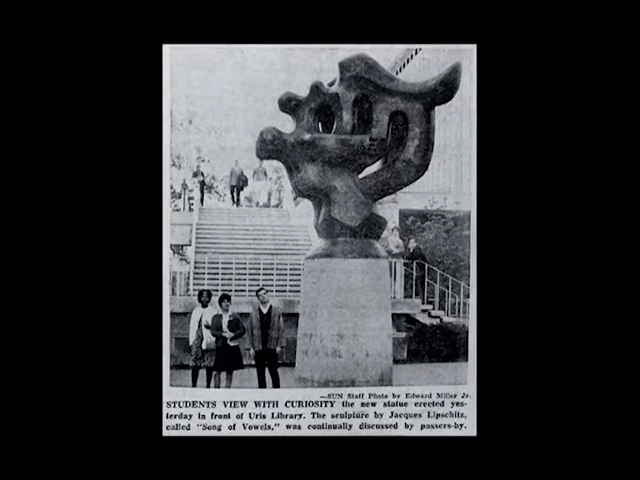 —SUN Staff Photo by Edward Miller Jr.
STUDENTS VIEW WITH CURIOSITY the new statue erected yes-
terday in front of Uris Library. The sculpture by Jacques Lipschitz,
called "Song of Vowels," was continually discussed by passers-by.